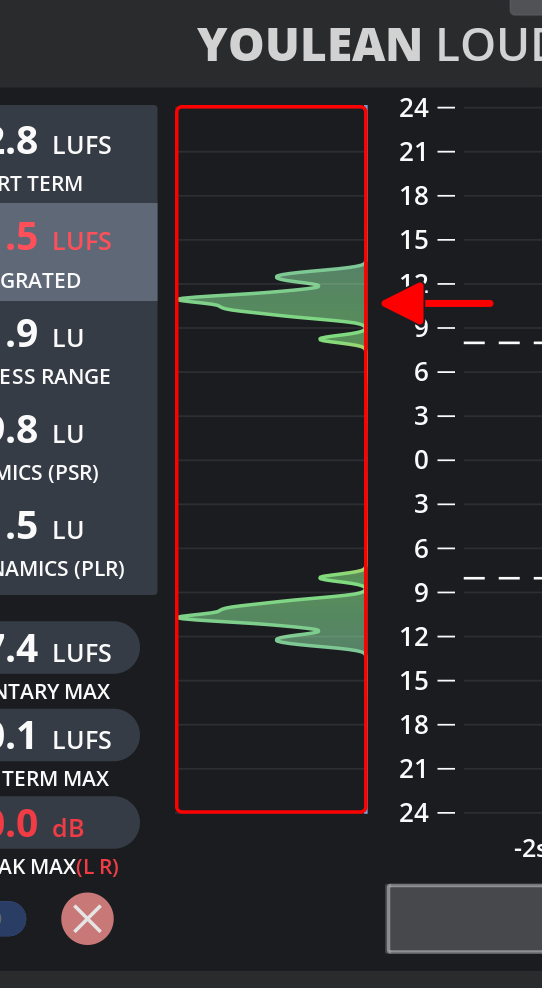 YOULEAN LOUD
2.8 LUFS
RT TERM
.5 LUFS
GRATED
.9 LU
ESS RANGE
9.8 LU
MICS (PSR)
.5 LU
NAMICS (PLR)
7.4 LUFS
NTARY MAX
0.1 LUFS
TERM MAX
0.0 dB
AK MAX(L R)
24
21
18
15
12
9
6
3
0
3
6
9
12
15
18
21
24
-2s